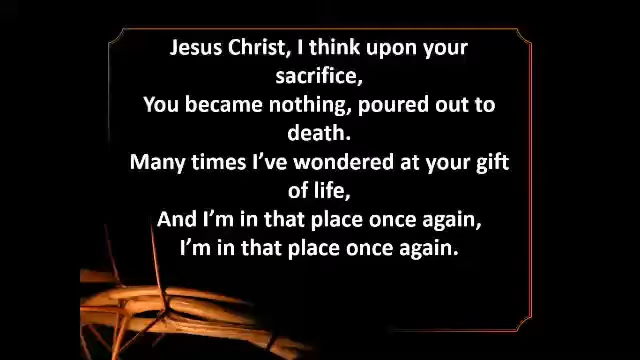 Jesus Christ, I think upon your
sacrifice,
You became nothing, poured out to
death.
Many times I’ve wondered at your gift
of life,
And I’m in that place once again,
I’m in that place once again.